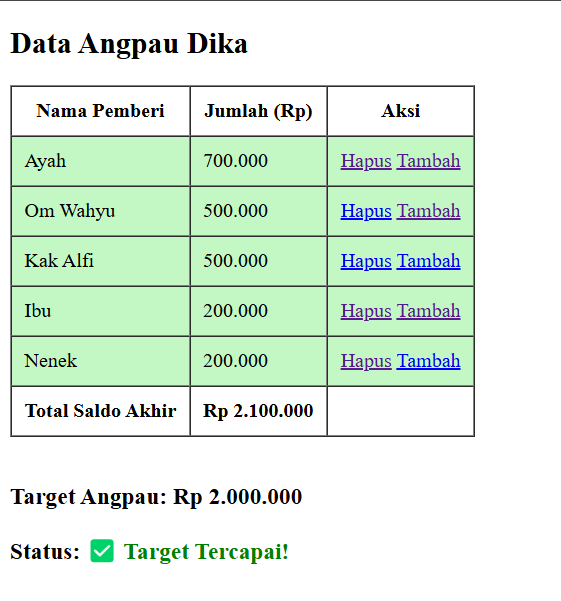 Data Angpau Dika
Nama Pemberi Jumlah (Rp) Aksi
Ayah 700.000 Hapus Tambah
Om Wahyu 500.000 Hapus Tambah
Kak Alfi 500.000 Hapus Tambah
Ibu 200.000 Hapus Tambah
Nenek 200.000 Hapus Tambah
Total Saldo Akhir Rp 2.100.000
Target Angpau: Rp 2.000.000
Status: ✅ Target Tercapai!